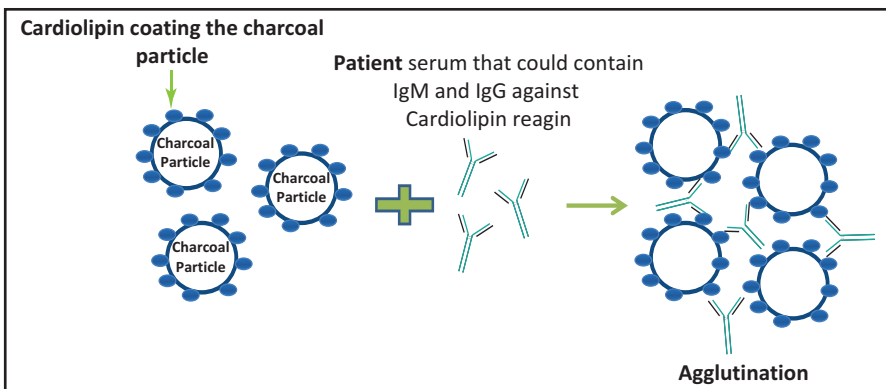 Cardiolipin coating the charcoal
particle
Patient serum that could contain
IgM and IgG against
Cardiolipin reagin
Charcoal
Particle
Charcoal
Particle
Charcoal
Particle
Agglutination